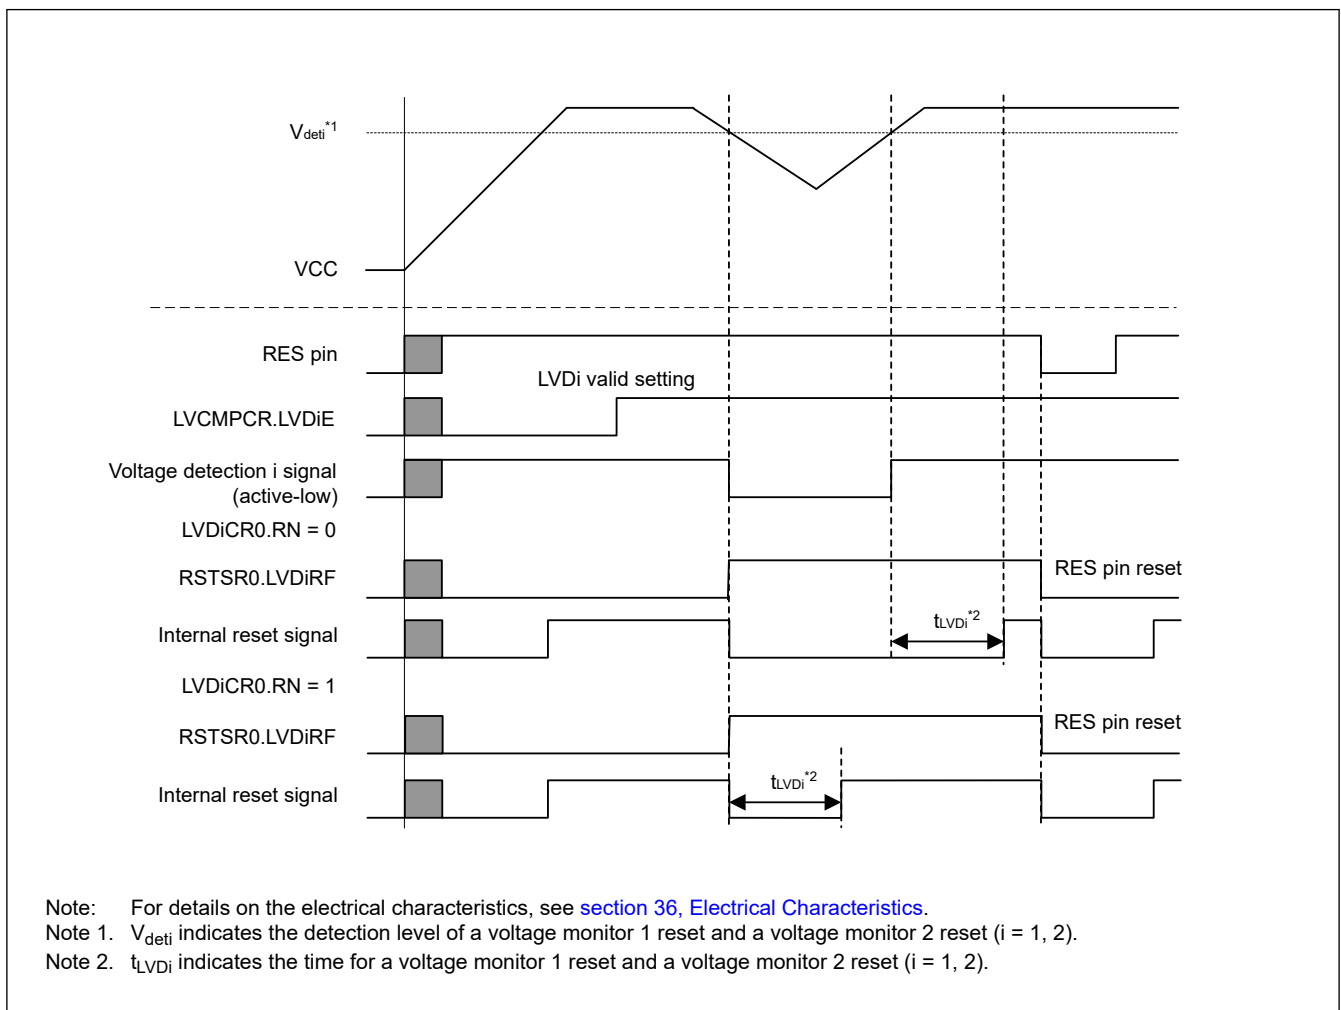 Vdeti*1
VCC
RES pin
LVDi valid setting
LVCMPCR.LVDiE
Voltage detection i signal
(active-low)
LVDiCR0.RN = 0
RSTSR0.LVDiRF
RES pin reset
Internal reset signal
tLVDi*2
LVDiCR0.RN = 1
RSTSR0.LVDiRF
RES pin reset
Internal reset signal
tLVDi*2
Note: For details on the electrical characteristics, see section 36, Electrical Characteristics.
Note 1. Vdeti indicates the detection level of a voltage monitor 1 reset and a voltage monitor 2 reset (i = 1, 2).
Note 2. tLVDi indicates the time for a voltage monitor 1 reset and a voltage monitor 2 reset (i = 1, 2).